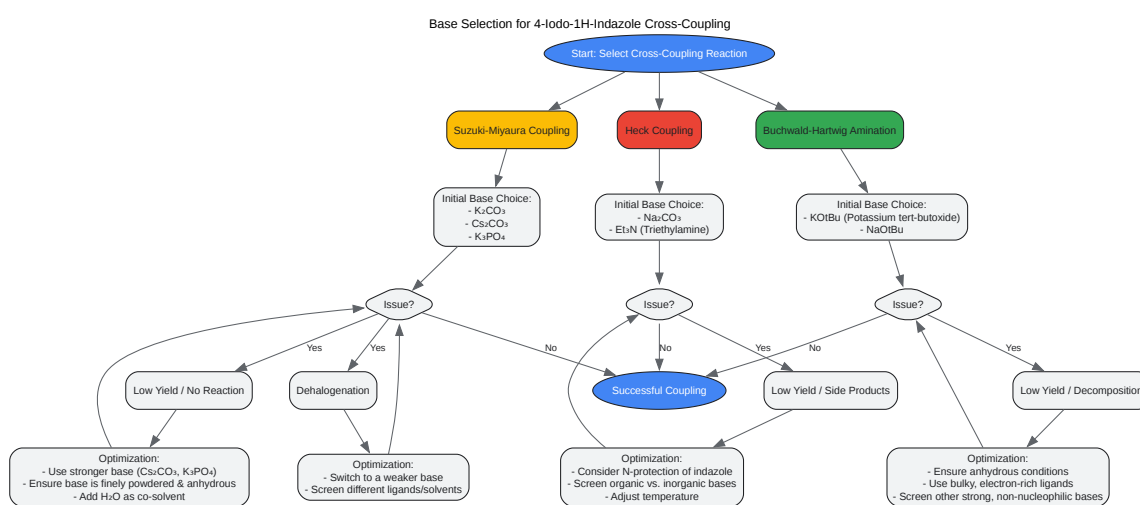 Base Selection for 4-Iodo-1H-Indazole Cross-Coupling
Start: Select Cross-Coupling Reaction
Suzuki-Miyaura Coupling
Heck Coupling
Buchwald-Hartwig Amination
Initial Base Choice:
- K₂CO₃
- Cs₂CO₃
- K₃PO₄
Initial Base Choice:
- Na₂CO₃
- Et₃N (Triethylamine)
Initial Base Choice:
- KOtBu (Potassium tert-butoxide)
- NaOtBu
Issue?
Issue?
Issue?
Yes
Yes
No
No
Yes
No
Yes
Low Yield / No Reaction
Dehalogenation
Successful Coupling
Low Yield / Side Products
Low Yield / Decomposition
Optimization:
- Use stronger base (Cs₂CO₃, K₃PO₄)
- Ensure base is finely powdered & anhydrous
- Add H₂O as co-solvent
Optimization:
- Switch to a weaker base
- Screen different ligands/solvents
Optimization:
- Consider N-protection of indazole
- Screen organic vs. inorganic bases
- Adjust temperature
Optimization:
- Ensure anhydrous conditions
- Use bulky, electron-rich ligands
- Screen other strong, non-nucleophilic bases